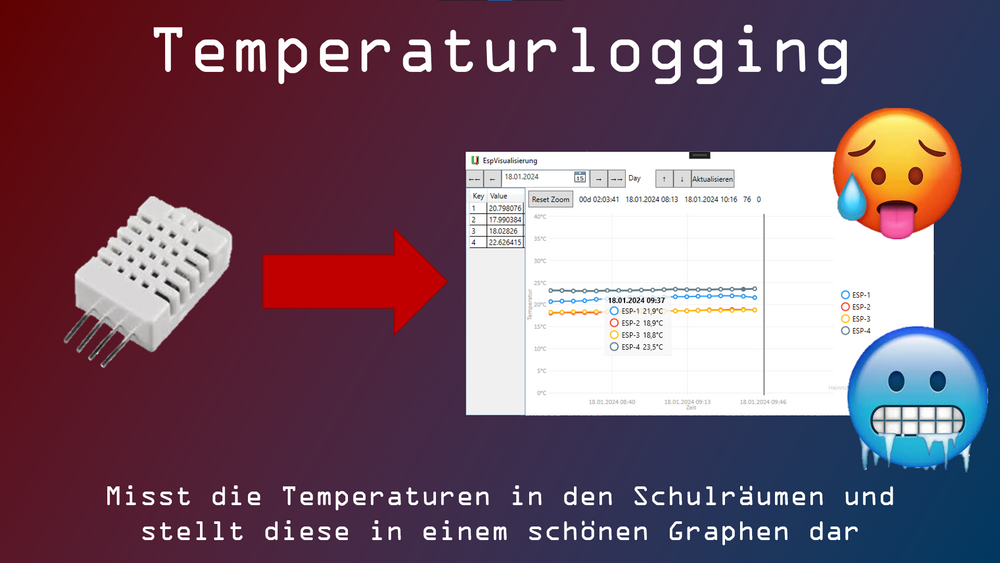 Temperaturlogging
EspVisualisierung
←← ← 18.01.2024 15 → →→ Day ↑ ↓ Aktualisieren
Key Value
1 20.798076
2 17.990384
3 18.02826
4 22.626415
Reset Zoom 00d 02:03:41 18.01.2024 08:13 18.01.2024 10:16 76 0
40°C
35°C
30°C
25°C
20°C
15°C
10°C
5°C
0°C
Temperatur
18.01.2024 09:37
ESP-1 21,9°C
ESP-2 18,9°C
ESP-3 18,8°C
ESP-4 23,5°C
18.01.2024 08:40 18.01.2024 09:13 18.01.2024 09:46
Zeit
ESP-1
ESP-2
ESP-3
ESP-4
Misst die Temperaturen in den Schulräumen und
stellt diese in einem schönen Graphen dar